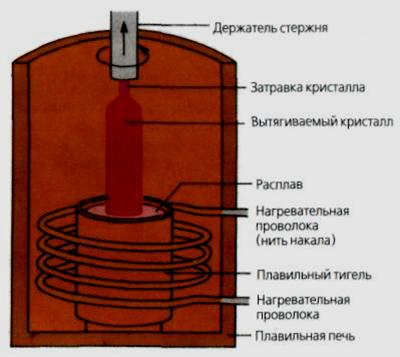 Держатель стержня
Затравка кристалла
Вытягиваемый кристалл
Расплав
Нагревательная
проволока
(нить накала)
Плавильный тигель
Нагревательная
проволока
Плавильная печь